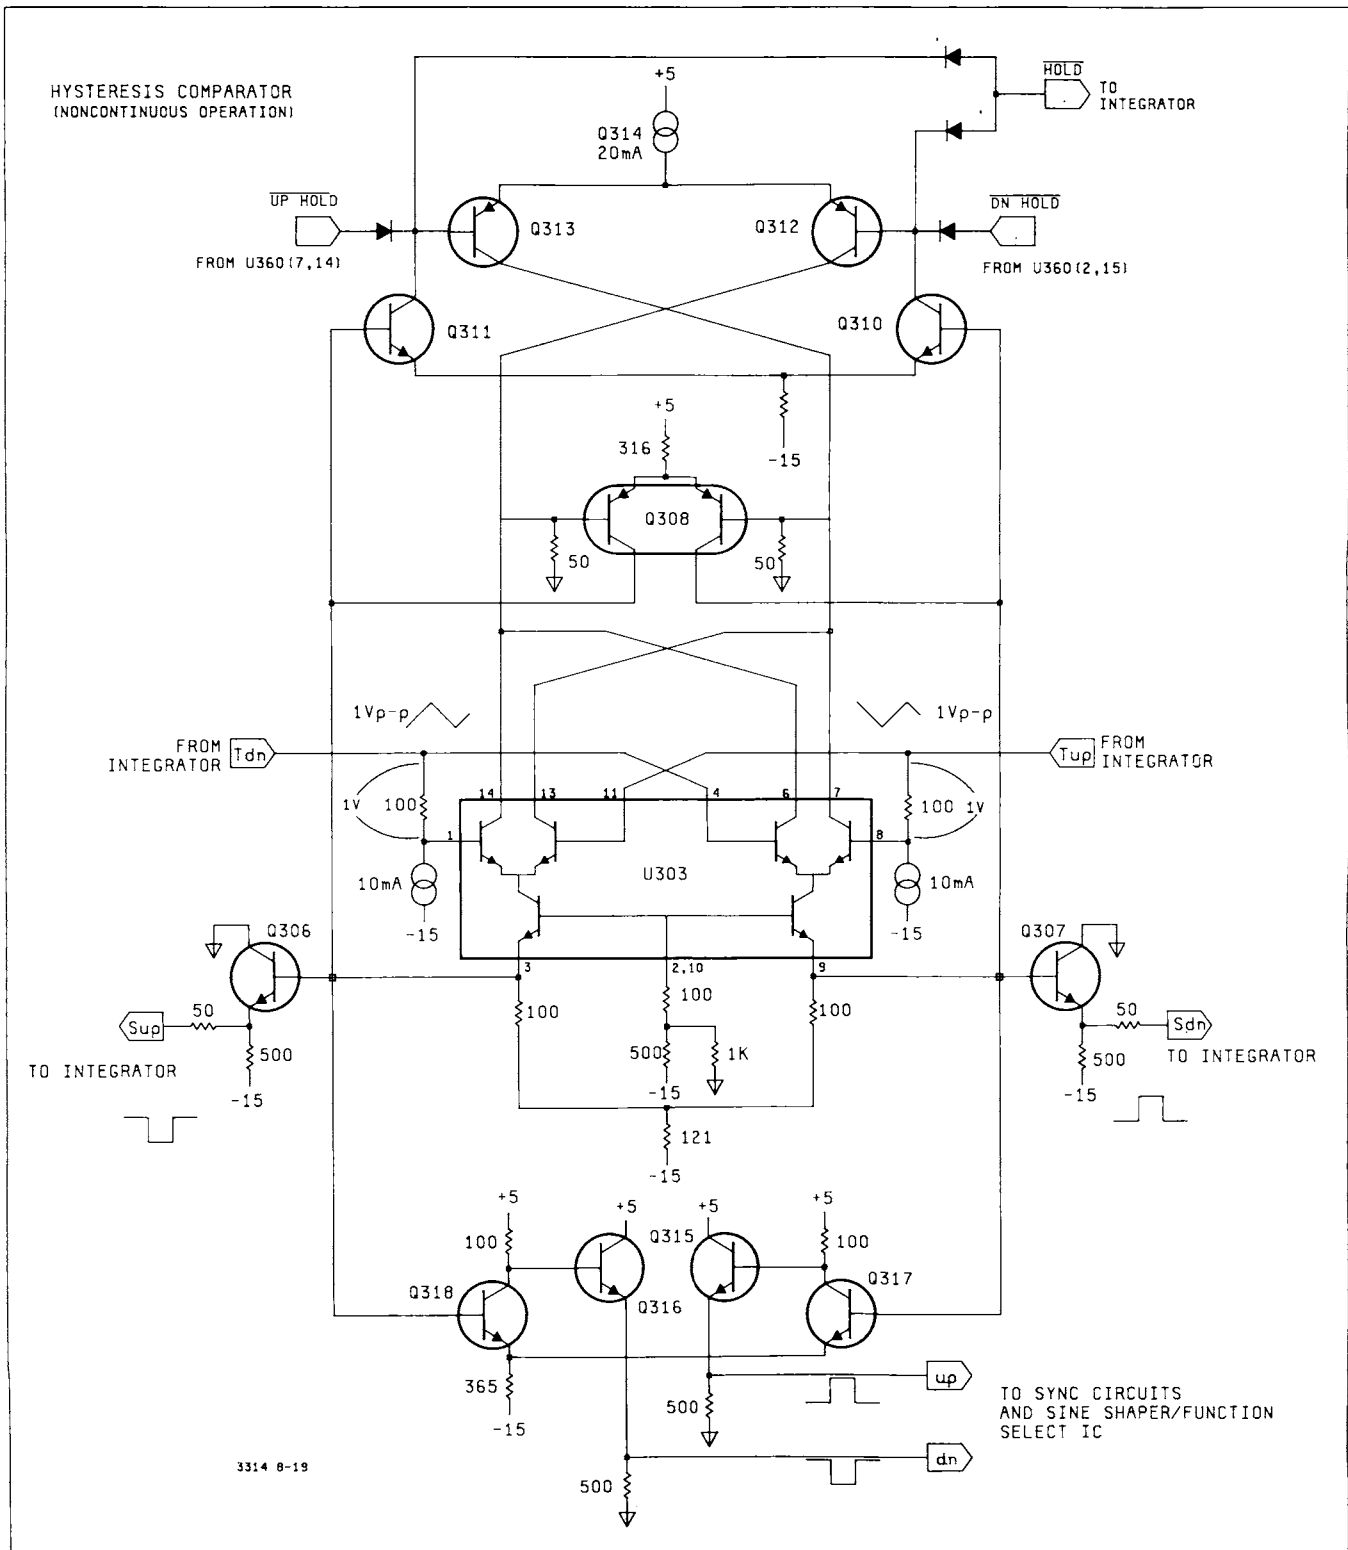 HYSTERESIS COMPARATOR
(NONCONTINUOUS OPERATION)
HOLD
TO
INTEGRATOR
+5
Q314
20mA
UP HOLD
FROM U360(7,14)
Q313
Q312
DN HOLD
FROM U360(2,15)
Q311
Q310
-15
+5
316
Q308
50
50
1Vp-p
1Vp-p
FROM
INTEGRATOR
Tdn
Tup
FROM
INTEGRATOR
1V
100
14
13
11
4
6
7
100
1V
1
8
U303
10mA
-15
10mA
-15
Q306
Q307
3
2,10
9
100
100
100
50
Sup
500
-15
TO INTEGRATOR
500
-15
1K
50
Sdn
500
-15
TO INTEGRATOR
121
-15
+5
100
+5
+5
Q315
+5
100
Q318
Q316
Q317
365
-15
500
up
TO SYNC CIRCUITS
AND SINE SHAPER/FUNCTION
SELECT IC
dn
500
3314 8-19